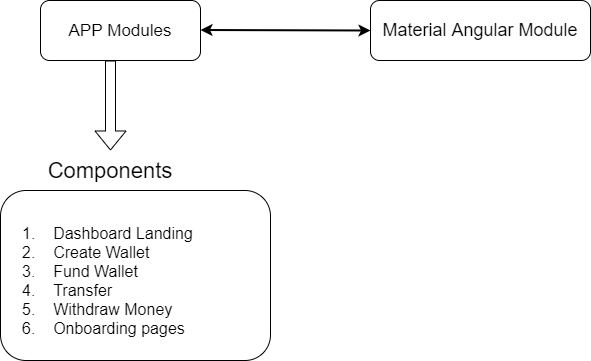 APP Modules
Material Angular Module
Components
1. Dashboard Landing
2. Create Wallet
3. Fund Wallet
4. Transfer
5. Withdraw Money
6. Onboarding pages